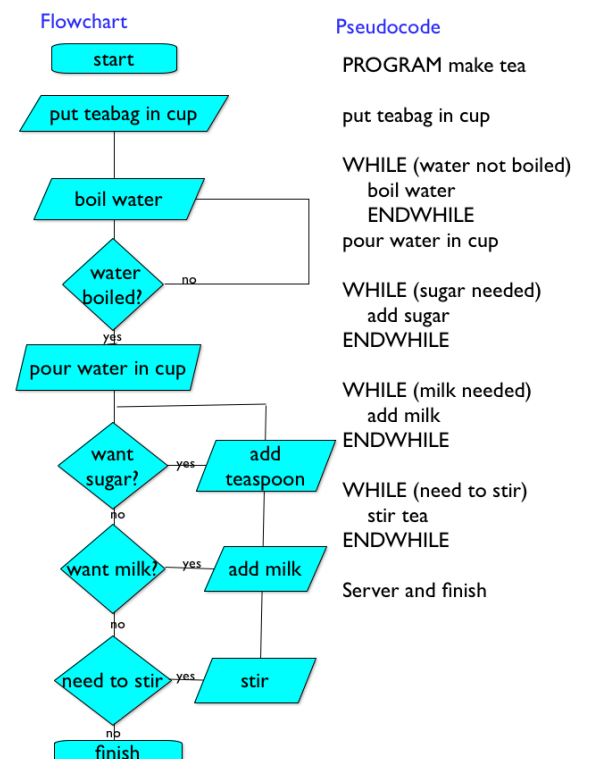 Flowchart
start
put teabag in cup
boil water
water
boiled?
no
yes
pour water in cup
want
sugar?
yes
add
teaspoon
no
want milk?
yes
add milk
no
need to stir
yes
stir
no
finish
Pseudocode
PROGRAM make tea
put teabag in cup
WHILE (water not boiled)
boil water
ENDWHILE
pour water in cup
WHILE (sugar needed)
add sugar
ENDWHILE
WHILE (milk needed)
add milk
ENDWHILE
WHILE (need to stir)
stir tea
ENDWHILE
Server and finish